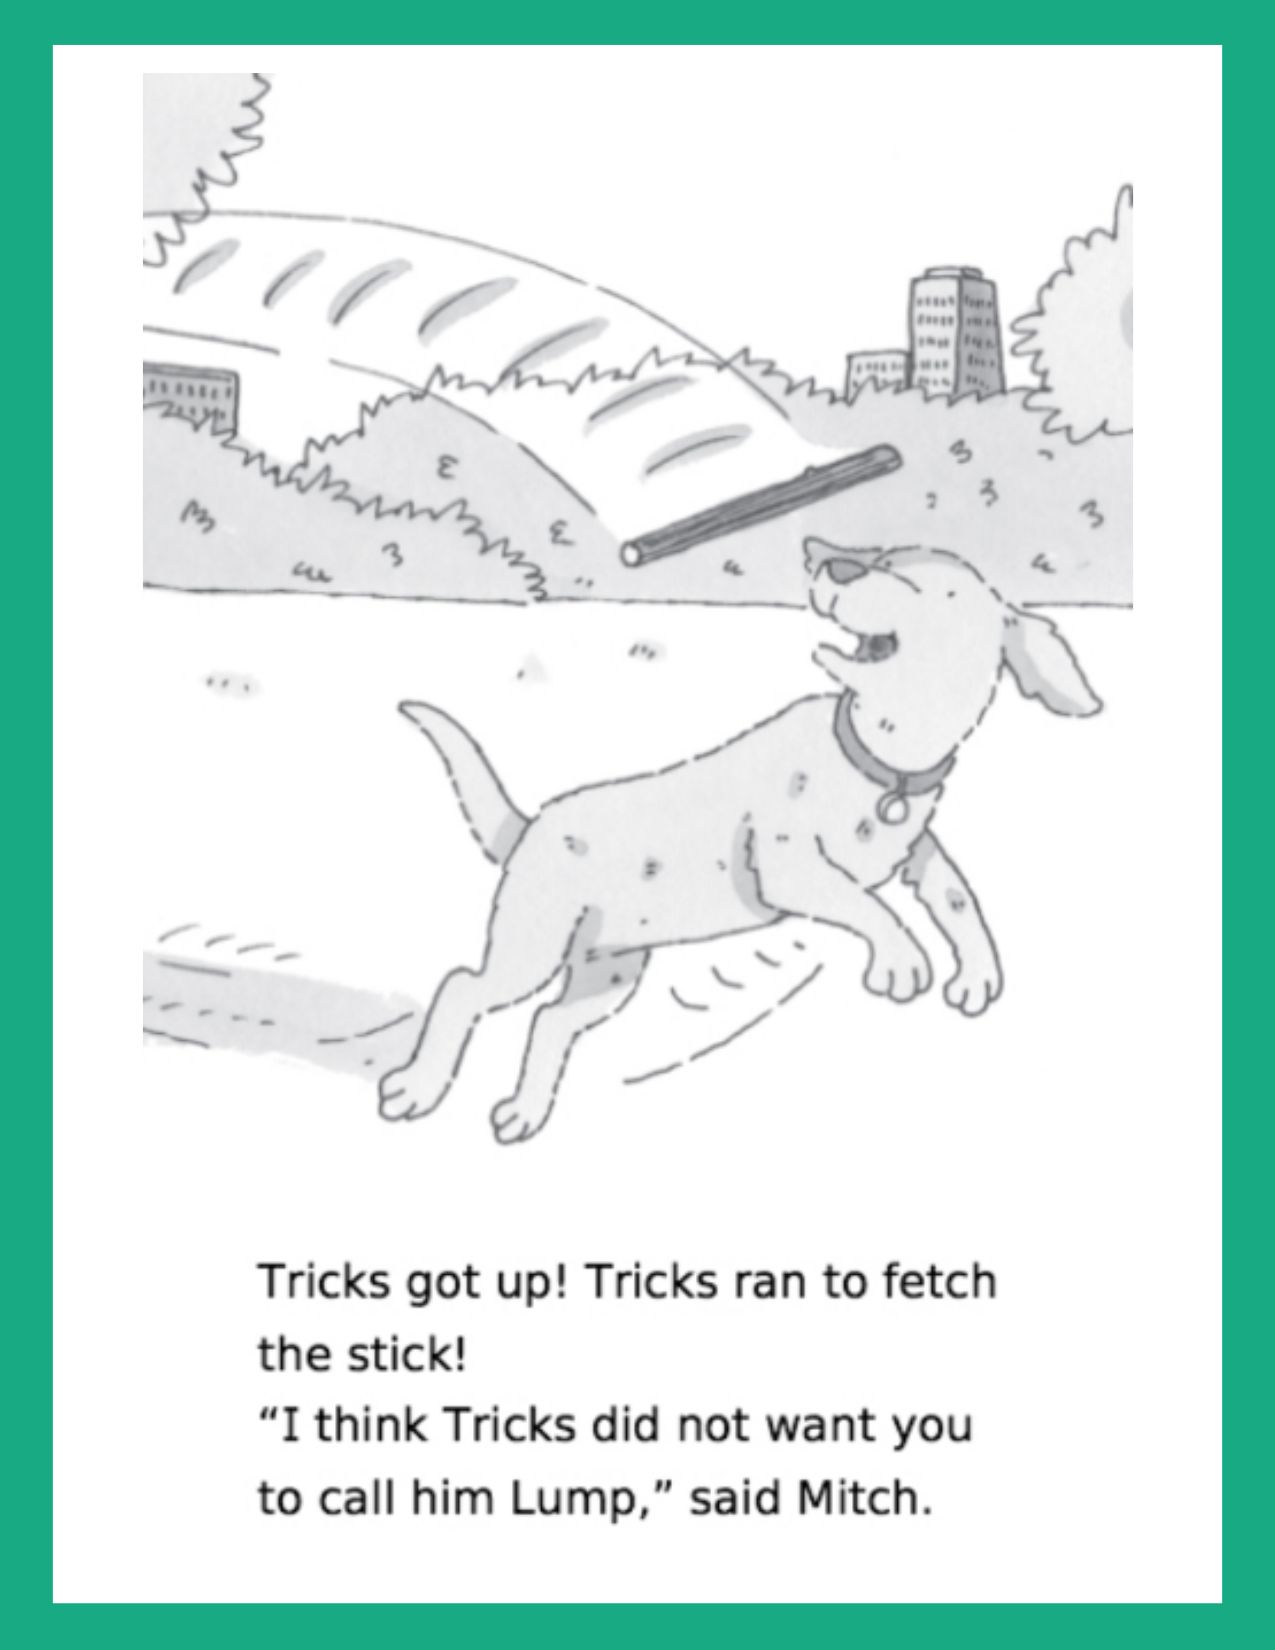 Tricks got up! Tricks ran to fetch
the stick!
“I think Tricks did not want you
to call him Lump,” said Mitch.